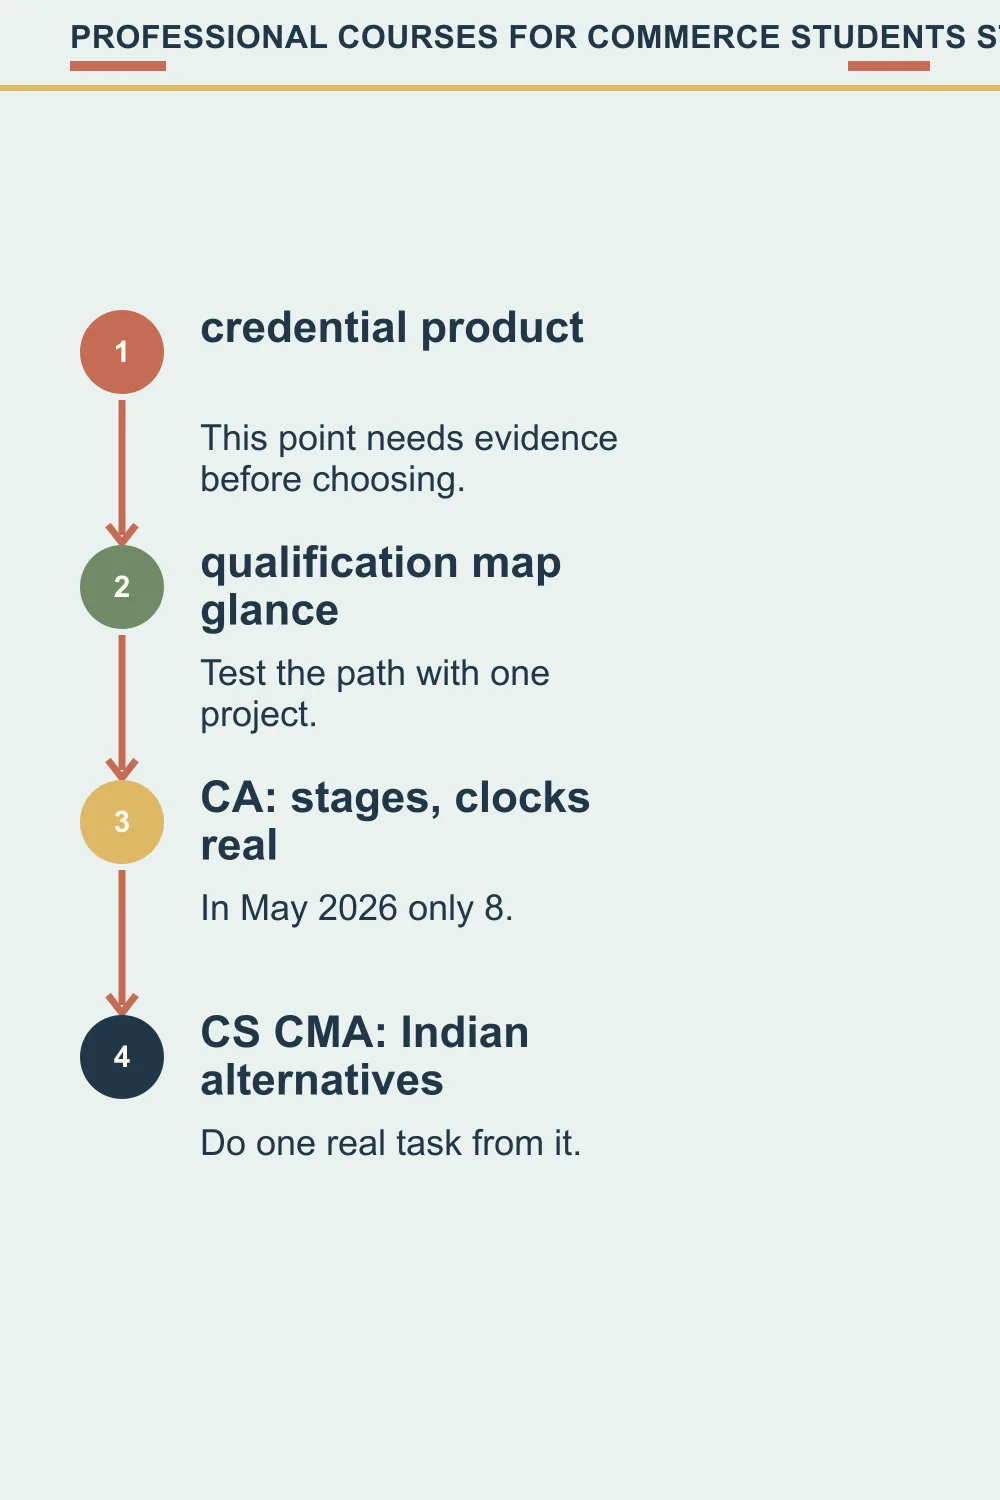 PROFESSIONAL COURSES FOR COMMERCE STUDENTS
1
credential product
This point needs evidence
before choosing.
2
qualification map
glance
Test the path with one
project.
3
CA: stages, clocks
real
In May 2026 only 8.
4
CS CMA: Indian
alternatives
Do one real task from it.